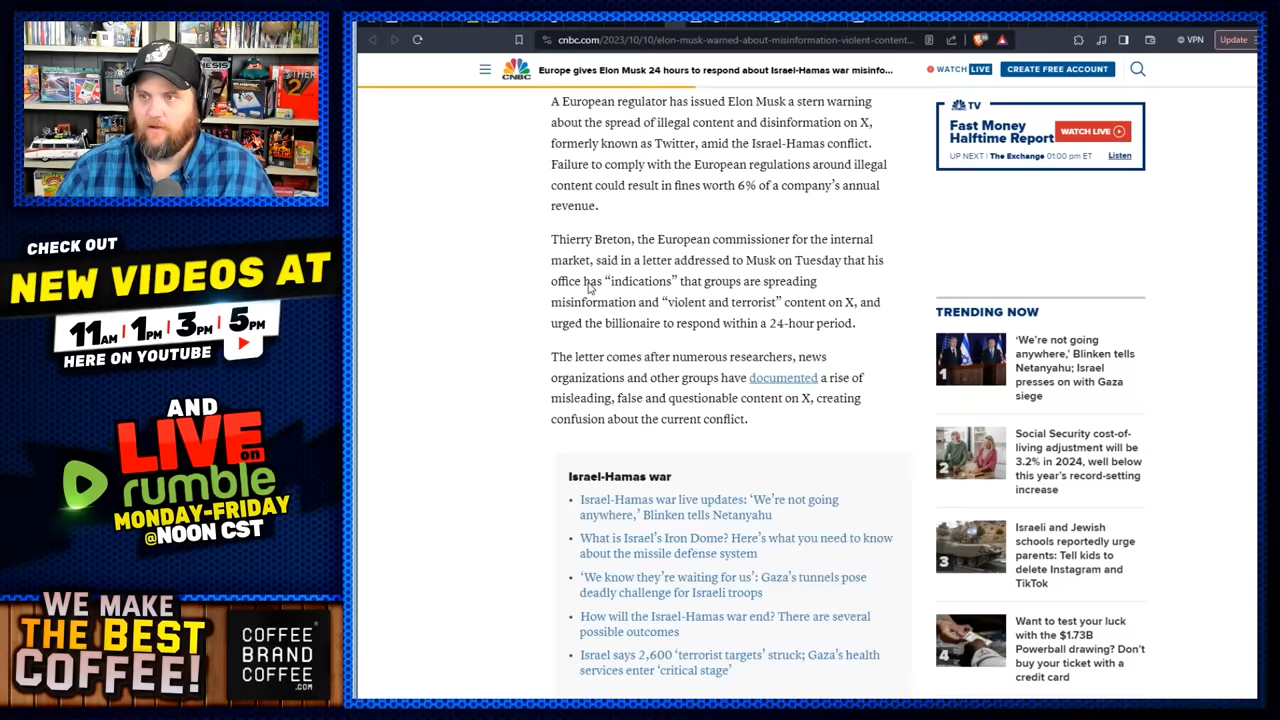 CHECK OUT
NEW VIDEOS AT
11AM | 1PM | 3PM | 5PM
HERE ON YOUTUBE
AND
LIVE on
rumble
MONDAY-FRIDAY
@NOON CST
WE MAKE
THE BEST
COFFEE!
COFFEE
BRAND
COFFEE
.COM
cnbc.com/2023/10/10/elon-musk-warned-about-misinformation-violent-content...
VPN
Update
CNBC
Europe gives Elon Musk 24 hours to respond about Israel-Hamas war misinfo...
WATCH LIVE
CREATE FREE ACCOUNT
A European regulator has issued Elon Musk a stern warning
about the spread of illegal content and disinformation on X,
formerly known as Twitter, amid the Israel-Hamas conflict.
Failure to comply with the European regulations around illegal
content could result in fines worth 6% of a company’s annual
revenue.
Thierry Breton, the European commissioner for the internal
market, said in a letter addressed to Musk on Tuesday that his
office has “indications” that groups are spreading
misinformation and “violent and terrorist” content on X, and
urged the billionaire to respond within a 24-hour period.
The letter comes after numerous researchers, news
organizations and other groups have documented a rise of
misleading, false and questionable content on X, creating
confusion about the current conflict.
Israel-Hamas war
• Israel-Hamas war live updates: ‘We’re not going
anywhere,’ Blinken tells Netanyahu
• What is Israel’s Iron Dome? Here’s what you need to know
about the missile defense system
• ‘We know they’re waiting for us’: Gaza’s tunnels pose
deadly challenge for Israeli troops
• How will the Israel-Hamas war end? There are several
possible outcomes
• Israel says 2,600 ‘terrorist targets’ struck; Gaza’s health
services enter ‘critical stage’
TV
Fast Money
Halftime Report
WATCH LIVE
UP NEXT | The Exchange 01:00 pm ET
Listen
TRENDING NOW
1
‘We’re not going
anywhere,’ Blinken tells
Netanyahu; Israel
presses on with Gaza
siege
2
Social Security cost-of-
living adjustment will be
3.2% in 2024, well below
this year’s record-setting
increase
3
Israeli and Jewish
schools reportedly urge
parents: Tell kids to
delete Instagram and
TikTok
4
Want to test your luck
with the $1.73B
Powerball drawing? Don’t
buy your ticket with a
credit card